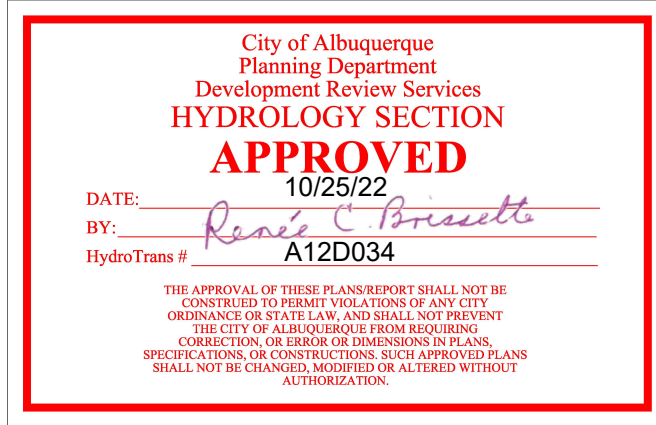 City of Albuquerque
Planning Department
Development Review Services
HYDROLOGY SECTION
APPROVED
DATE: 10/25/22
BY: Renée C. Brissette
HydroTrans # A12D034
THE APPROVAL OF THESE PLANS/REPORT SHALL NOT BE
CONSTRUED TO PERMIT VIOLATIONS OF ANY CITY
ORDINANCE OR STATE LAW, AND SHALL NOT PREVENT
THE CITY OF ALBUQUERQUE FROM REQUIRING
CORRECTION, OR ERROR OR DIMENSIONS IN PLANS,
SPECIFICATIONS, OR CONSTRUCTIONS. SUCH APPROVED PLANS
SHALL NOT BE CHANGED, MODIFIED OR ALTERED WITHOUT
AUTHORIZATION.